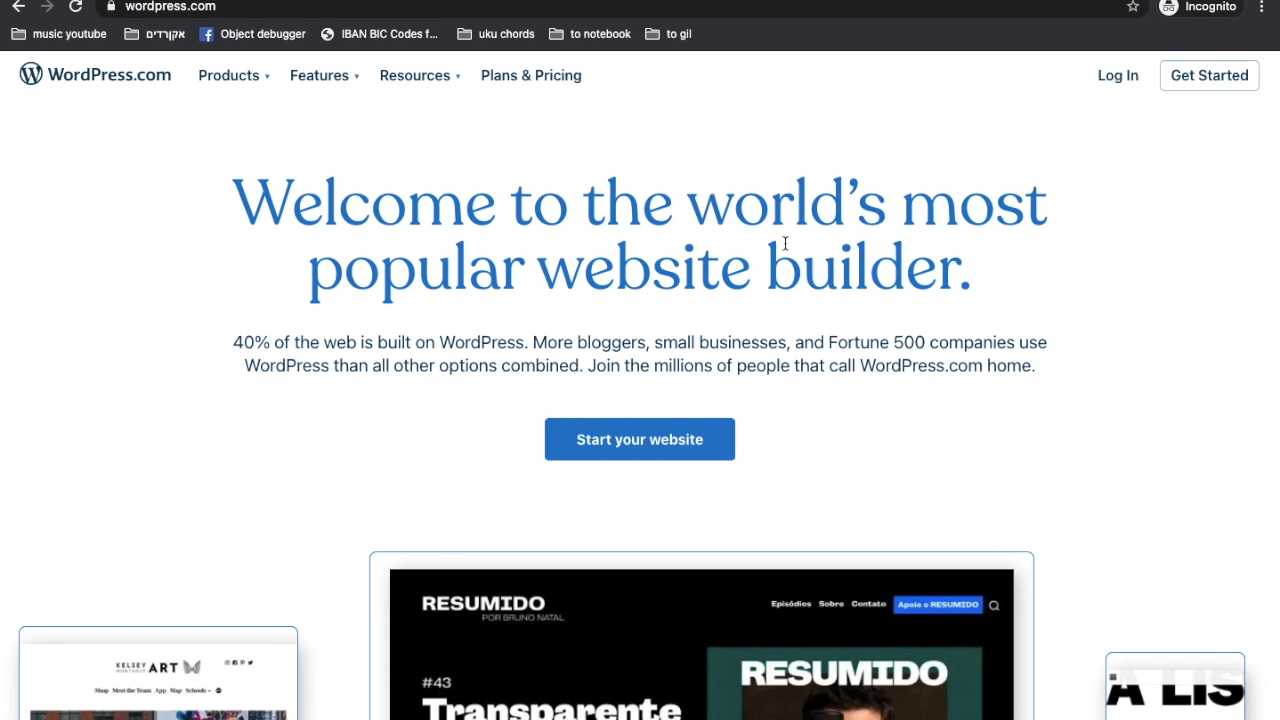 wordpress.com
Incognito
music youtube
אקורדים
Object debugger
IBAN BIC Codes f...
uku chords
to notebook
to gil
WordPress.com
Products
Features
Resources
Plans & Pricing
Log In
Get Started
Welcome to the world's most
popular website builder.
40% of the web is built on WordPress. More bloggers, small businesses, and Fortune 500 companies use
WordPress than all other options combined. Join the millions of people that call WordPress.com home.
Start your website
RESUMIDO
POR BRUNO NATAL
Episódios Sobre Contato Apoie o RESUMIDO
#43
Transparente
RESUMIDO
KELSEY
ART
Shop Meet the Team App Map Schools
A LIS